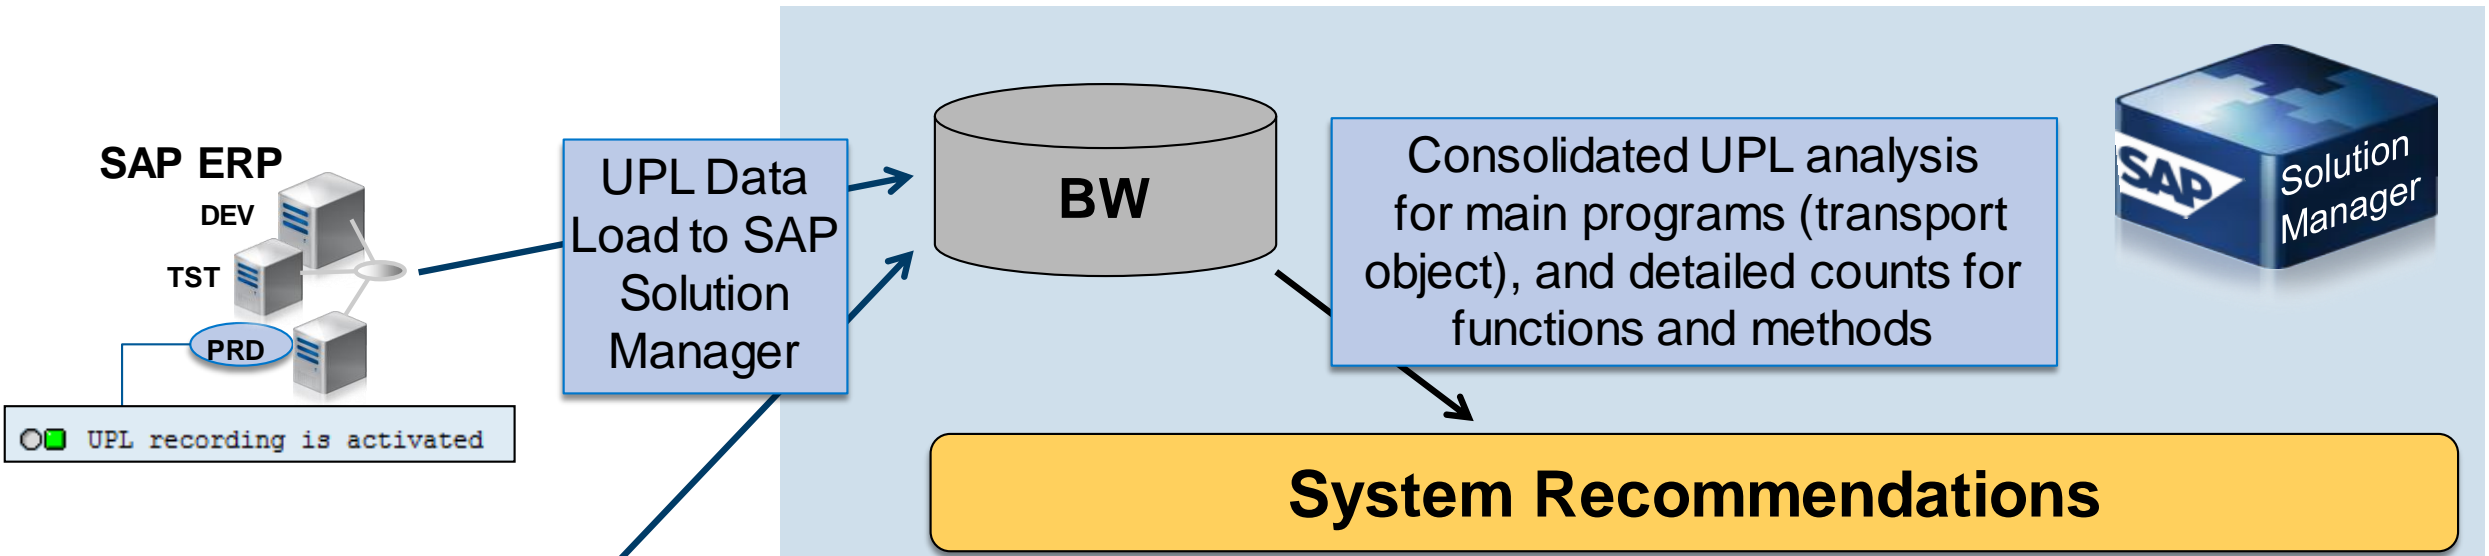 SAP ERP
DEV
TST
PRD
UPL recording is activated
UPL Data
Load to SAP
Solution
Manager
BW
Consolidated UPL analysis
for main programs (transport
object), and detailed counts for
functions and methods
SAP
Solution
Manager
System Recommendations